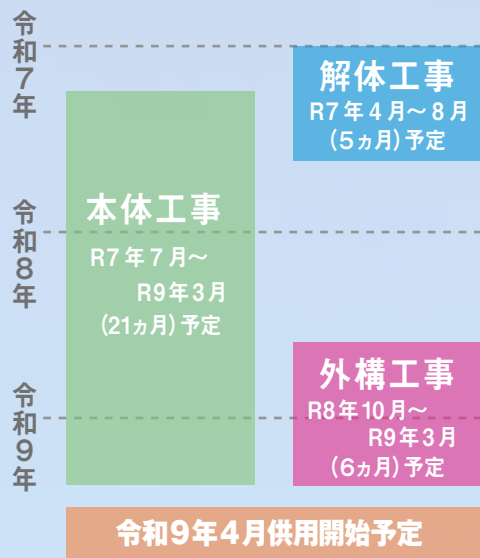 令和7年
解体工事
R7年4月～8月
（5ヵ月）予定
本体工事
R7年7月～
R9年3月
（21ヵ月）予定
令和8年
外構工事
R8年10月～
R9年3月
（6ヵ月）予定
令和9年
令和9年4月供用開始予定